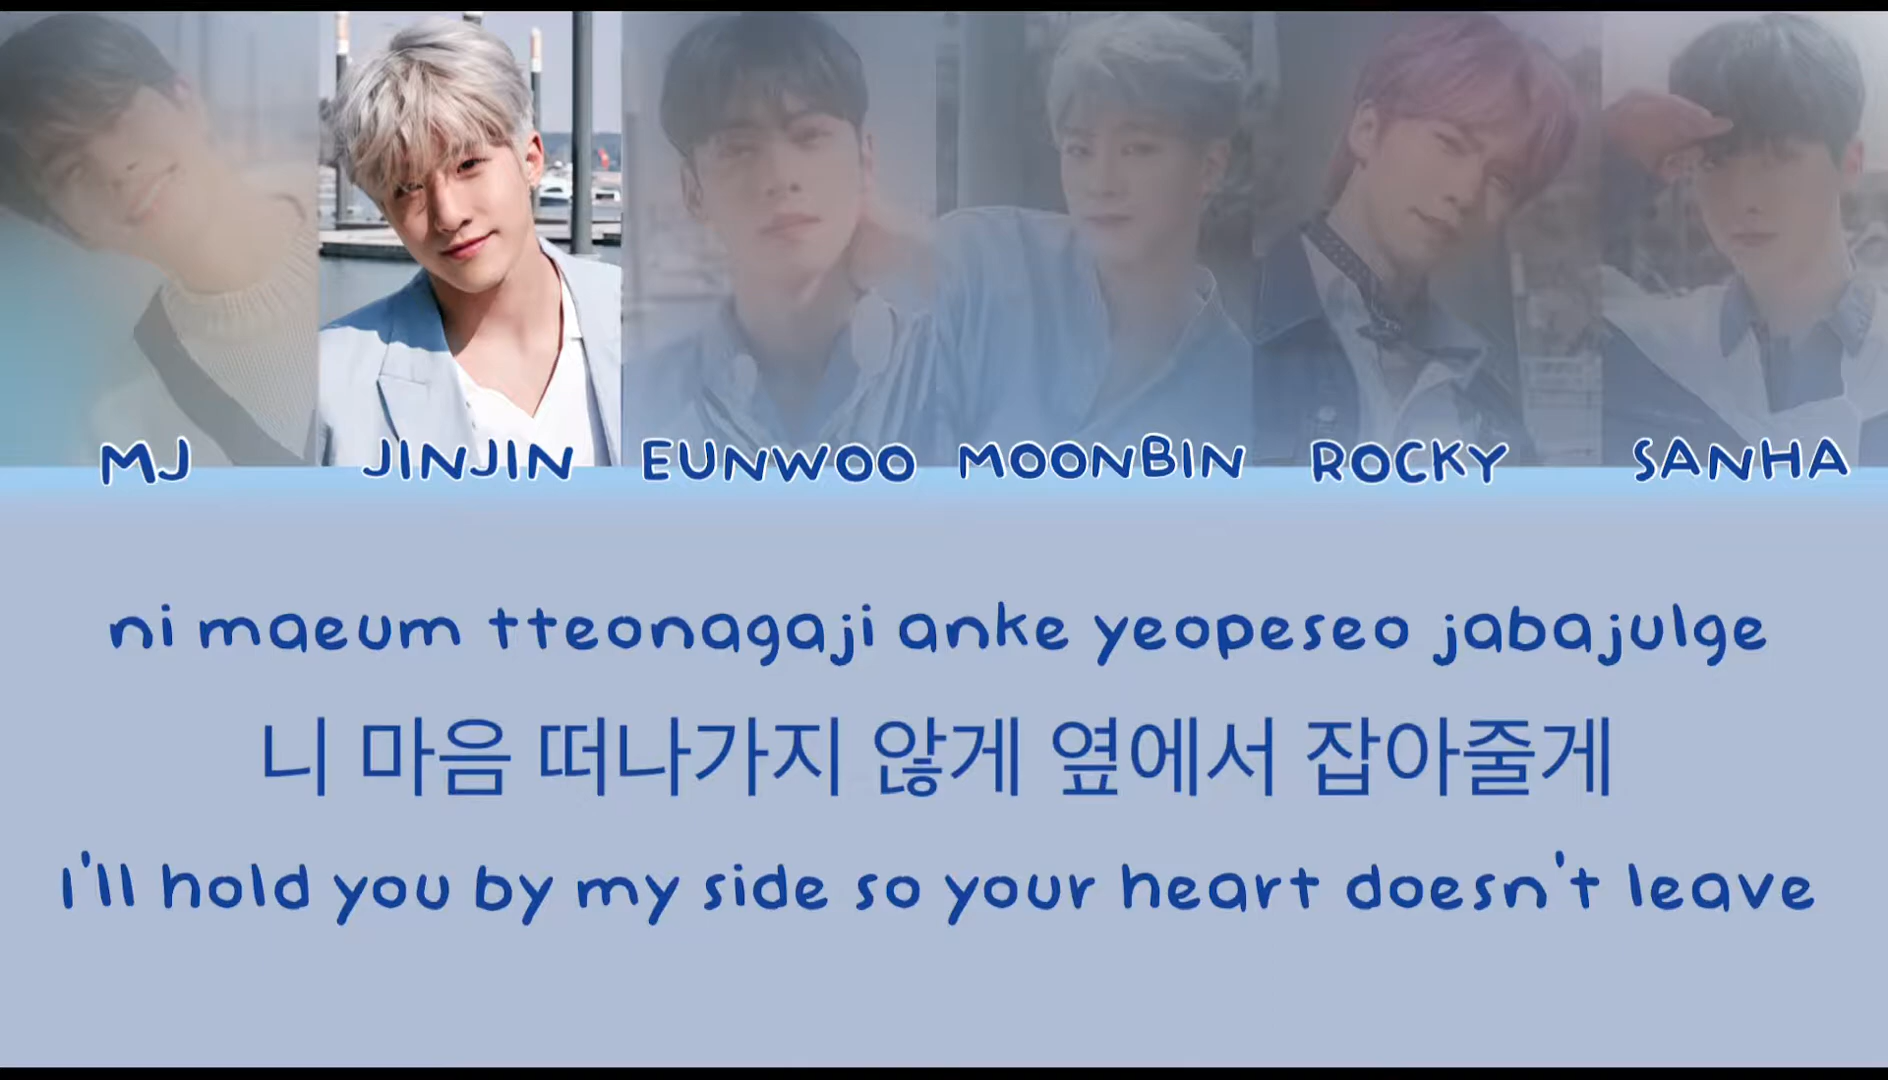 MJ JINJIN EUNWOO MOONBIN ROCKY SANHA
ni maeum tteonagaji anke yeopeseo jabajulge
니 마음 떠나가지 않게 옆에서 잡아줄게
I'll hold you by my side so your heart doesn't leave